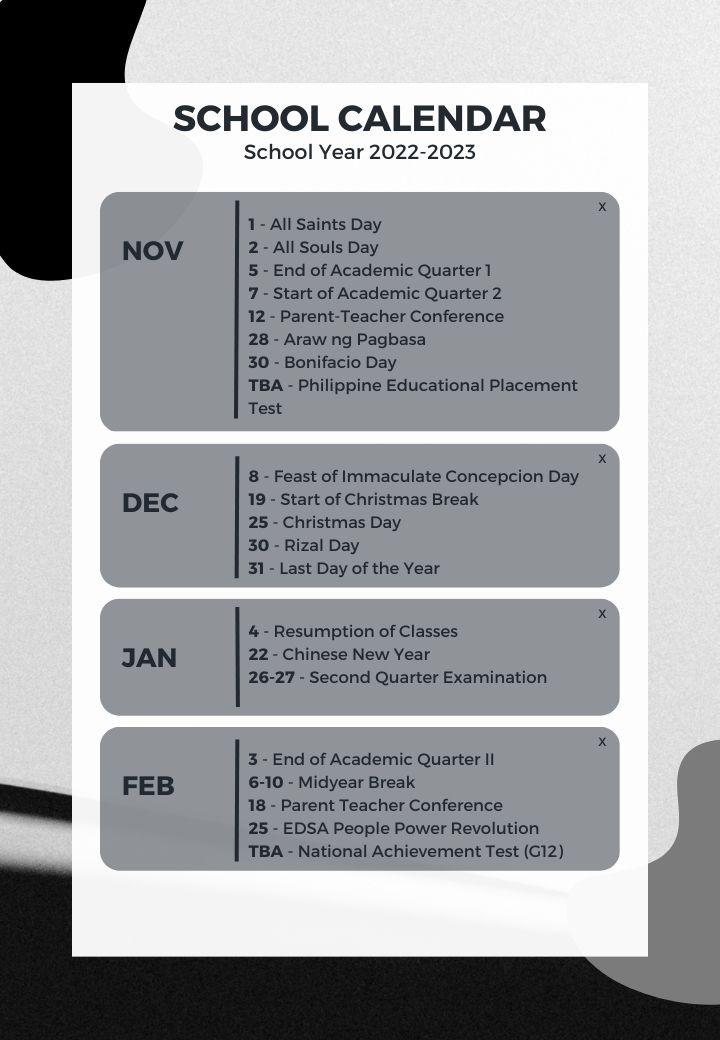 SCHOOL CALENDAR
School Year 2022-2023
x
NOV
1 - All Saints Day
2 - All Souls Day
5 - End of Academic Quarter 1
7 - Start of Academic Quarter 2
12 - Parent-Teacher Conference
28 - Araw ng Pagbasa
30 - Bonifacio Day
TBA - Philippine Educational Placement
Test
x
DEC
8 - Feast of Immaculate Concepcion Day
19 - Start of Christmas Break
25 - Christmas Day
30 - Rizal Day
31 - Last Day of the Year
x
JAN
4 - Resumption of Classes
22 - Chinese New Year
26-27 - Second Quarter Examination
x
FEB
3 - End of Academic Quarter II
6-10 - Midyear Break
18 - Parent Teacher Conference
25 - EDSA People Power Revolution
TBA - National Achievement Test (G12)